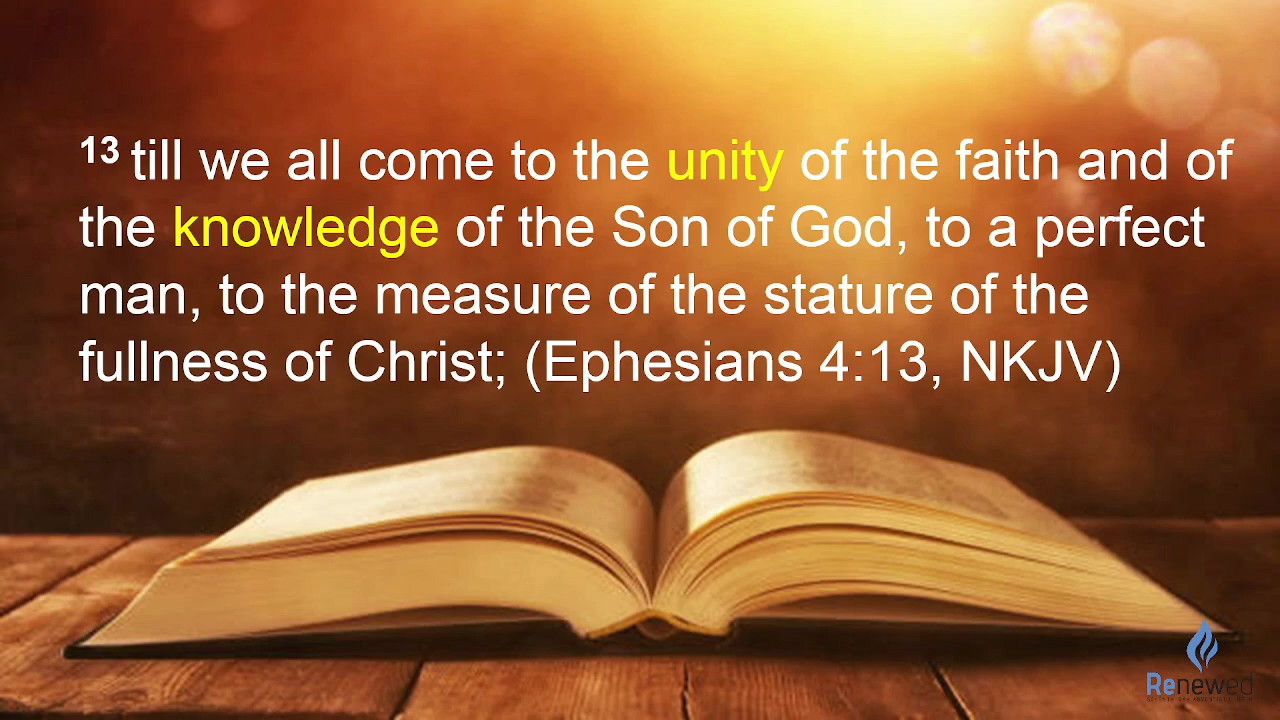 13 till we all come to the unity of the faith and of
the knowledge of the Son of God, to a perfect
man, to the measure of the stature of the
fullness of Christ; (Ephesians 4:13, NKJV)
Renewed